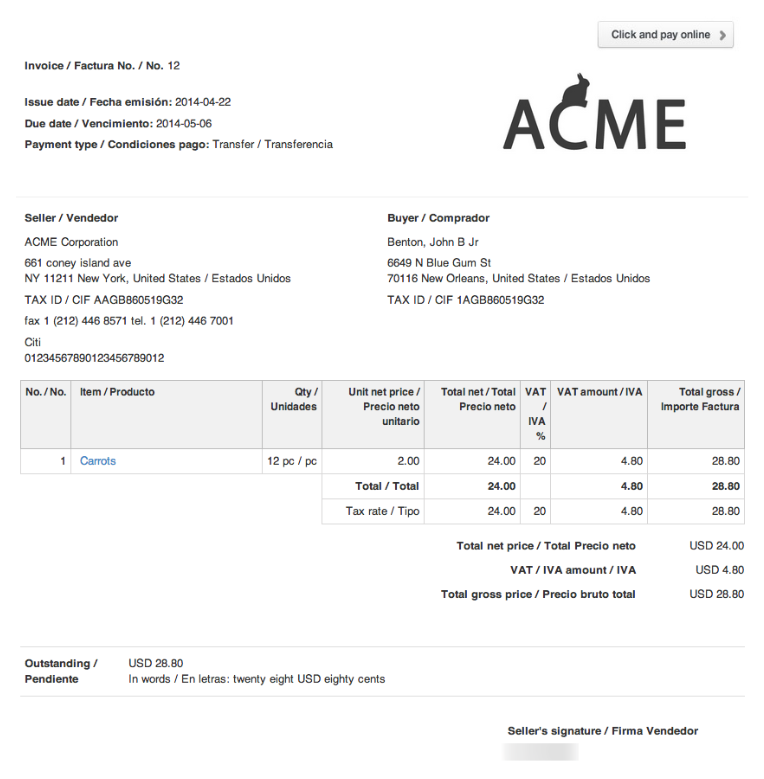 Click and pay online
Invoice / Factura No. / No. 12
Issue date / Fecha emisión: 2014-04-22
Due date / Vencimiento: 2014-05-06
Payment type / Condiciones pago: Transfer / Transferencia
ACME
Seller / Vendedor
ACME Corporation
661 coney island ave
NY 11211 New York, United States / Estados Unidos
TAX ID / CIF AAGB860519G32
fax 1 (212) 446 8571 tel. 1 (212) 446 7001
Citi
01234567890123456789012
Buyer / Comprador
Benton, John B Jr
6649 N Blue Gum St
70116 New Orleans, United States / Estados Unidos
TAX ID / CIF 1AGB860519G32
No. / No. Item / Producto Qty / Unidades Unit net price / Precio neto unitario Total net / Total Precio neto VAT / IVA % VAT amount / IVA Total gross / Importe Factura
1 Carrots 12 pc / pc 2.00 24.00 20 4.80 28.80
Total / Total 24.00 4.80 28.80
Tax rate / Tipo 24.00 20 4.80 28.80
Total net price / Total Precio neto USD 24.00
VAT / IVA amount / IVA USD 4.80
Total gross price / Precio bruto total USD 28.80
Outstanding / Pendiente USD 28.80
In words / En letras: twenty eight USD eighty cents
Seller's signature / Firma Vendedor